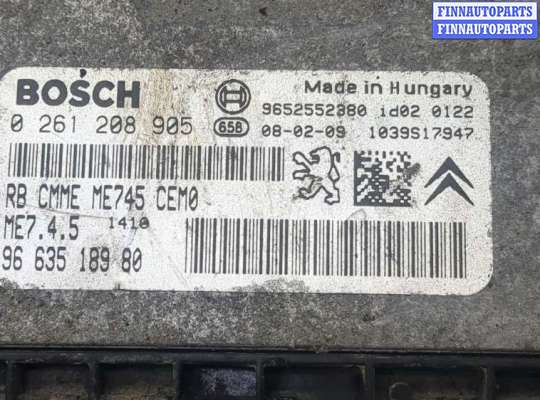 FINNAUTOPARTS
FINNAUTOPARTS
BOSCH
Made in Hungary
9652552380 id02 0122
0 261 208 905
658
08-02-09 1039S17947
RB CMME ME745 CEM0
ME7.4.5 1410
96 635 189 80